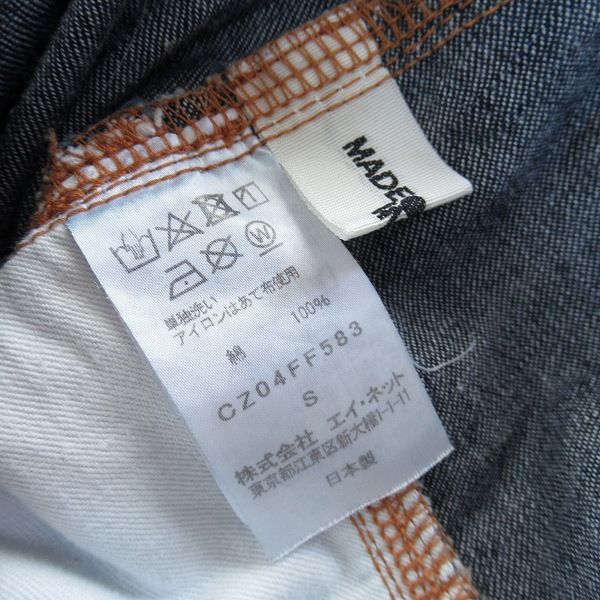 MADE
単独洗い
アイロンはあて布使用
綿 100%
CZ04FF583
S
株式会社 エイ・ネット
東京都江東区新大橋1-1-11
日本製